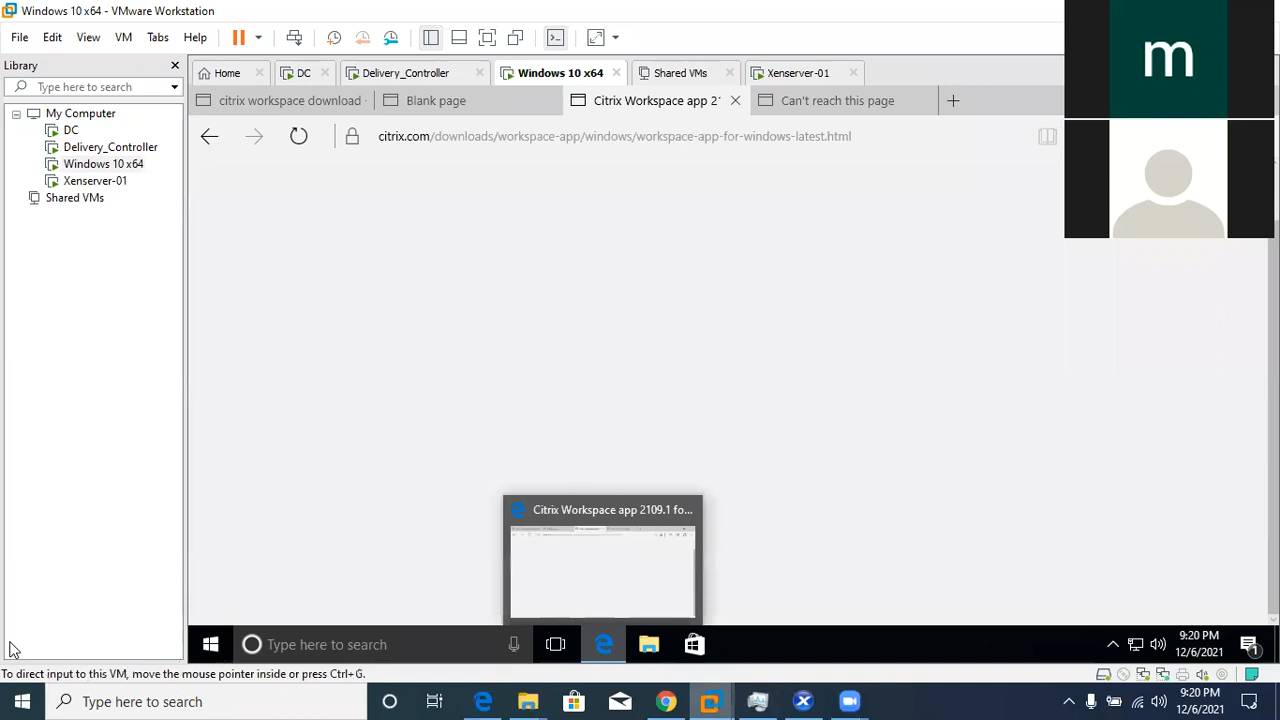 Windows 10 x64 - VMware Workstation
File Edit View VM Tabs Help
Library
Type here to search
My Computer
DC
Delivery_Controller
Windows 10 x64
Xenserver-01
Shared VMs
Home DC Delivery_Controller Windows 10 x64 Shared VMs Xenserver-01
citrix workspace download Blank page Citrix Workspace app 2 Can't reach this page
citrix.com/downloads/workspace-app/windows/workspace-app-for-windows-latest.html
m
Citrix Workspace app 2109.1 fo...
Type here to search
9:20 PM
12/6/2021
1
To direct input to this VM, move the mouse pointer inside or press Ctrl+G.
Type here to search
9:20 PM
12/6/2021